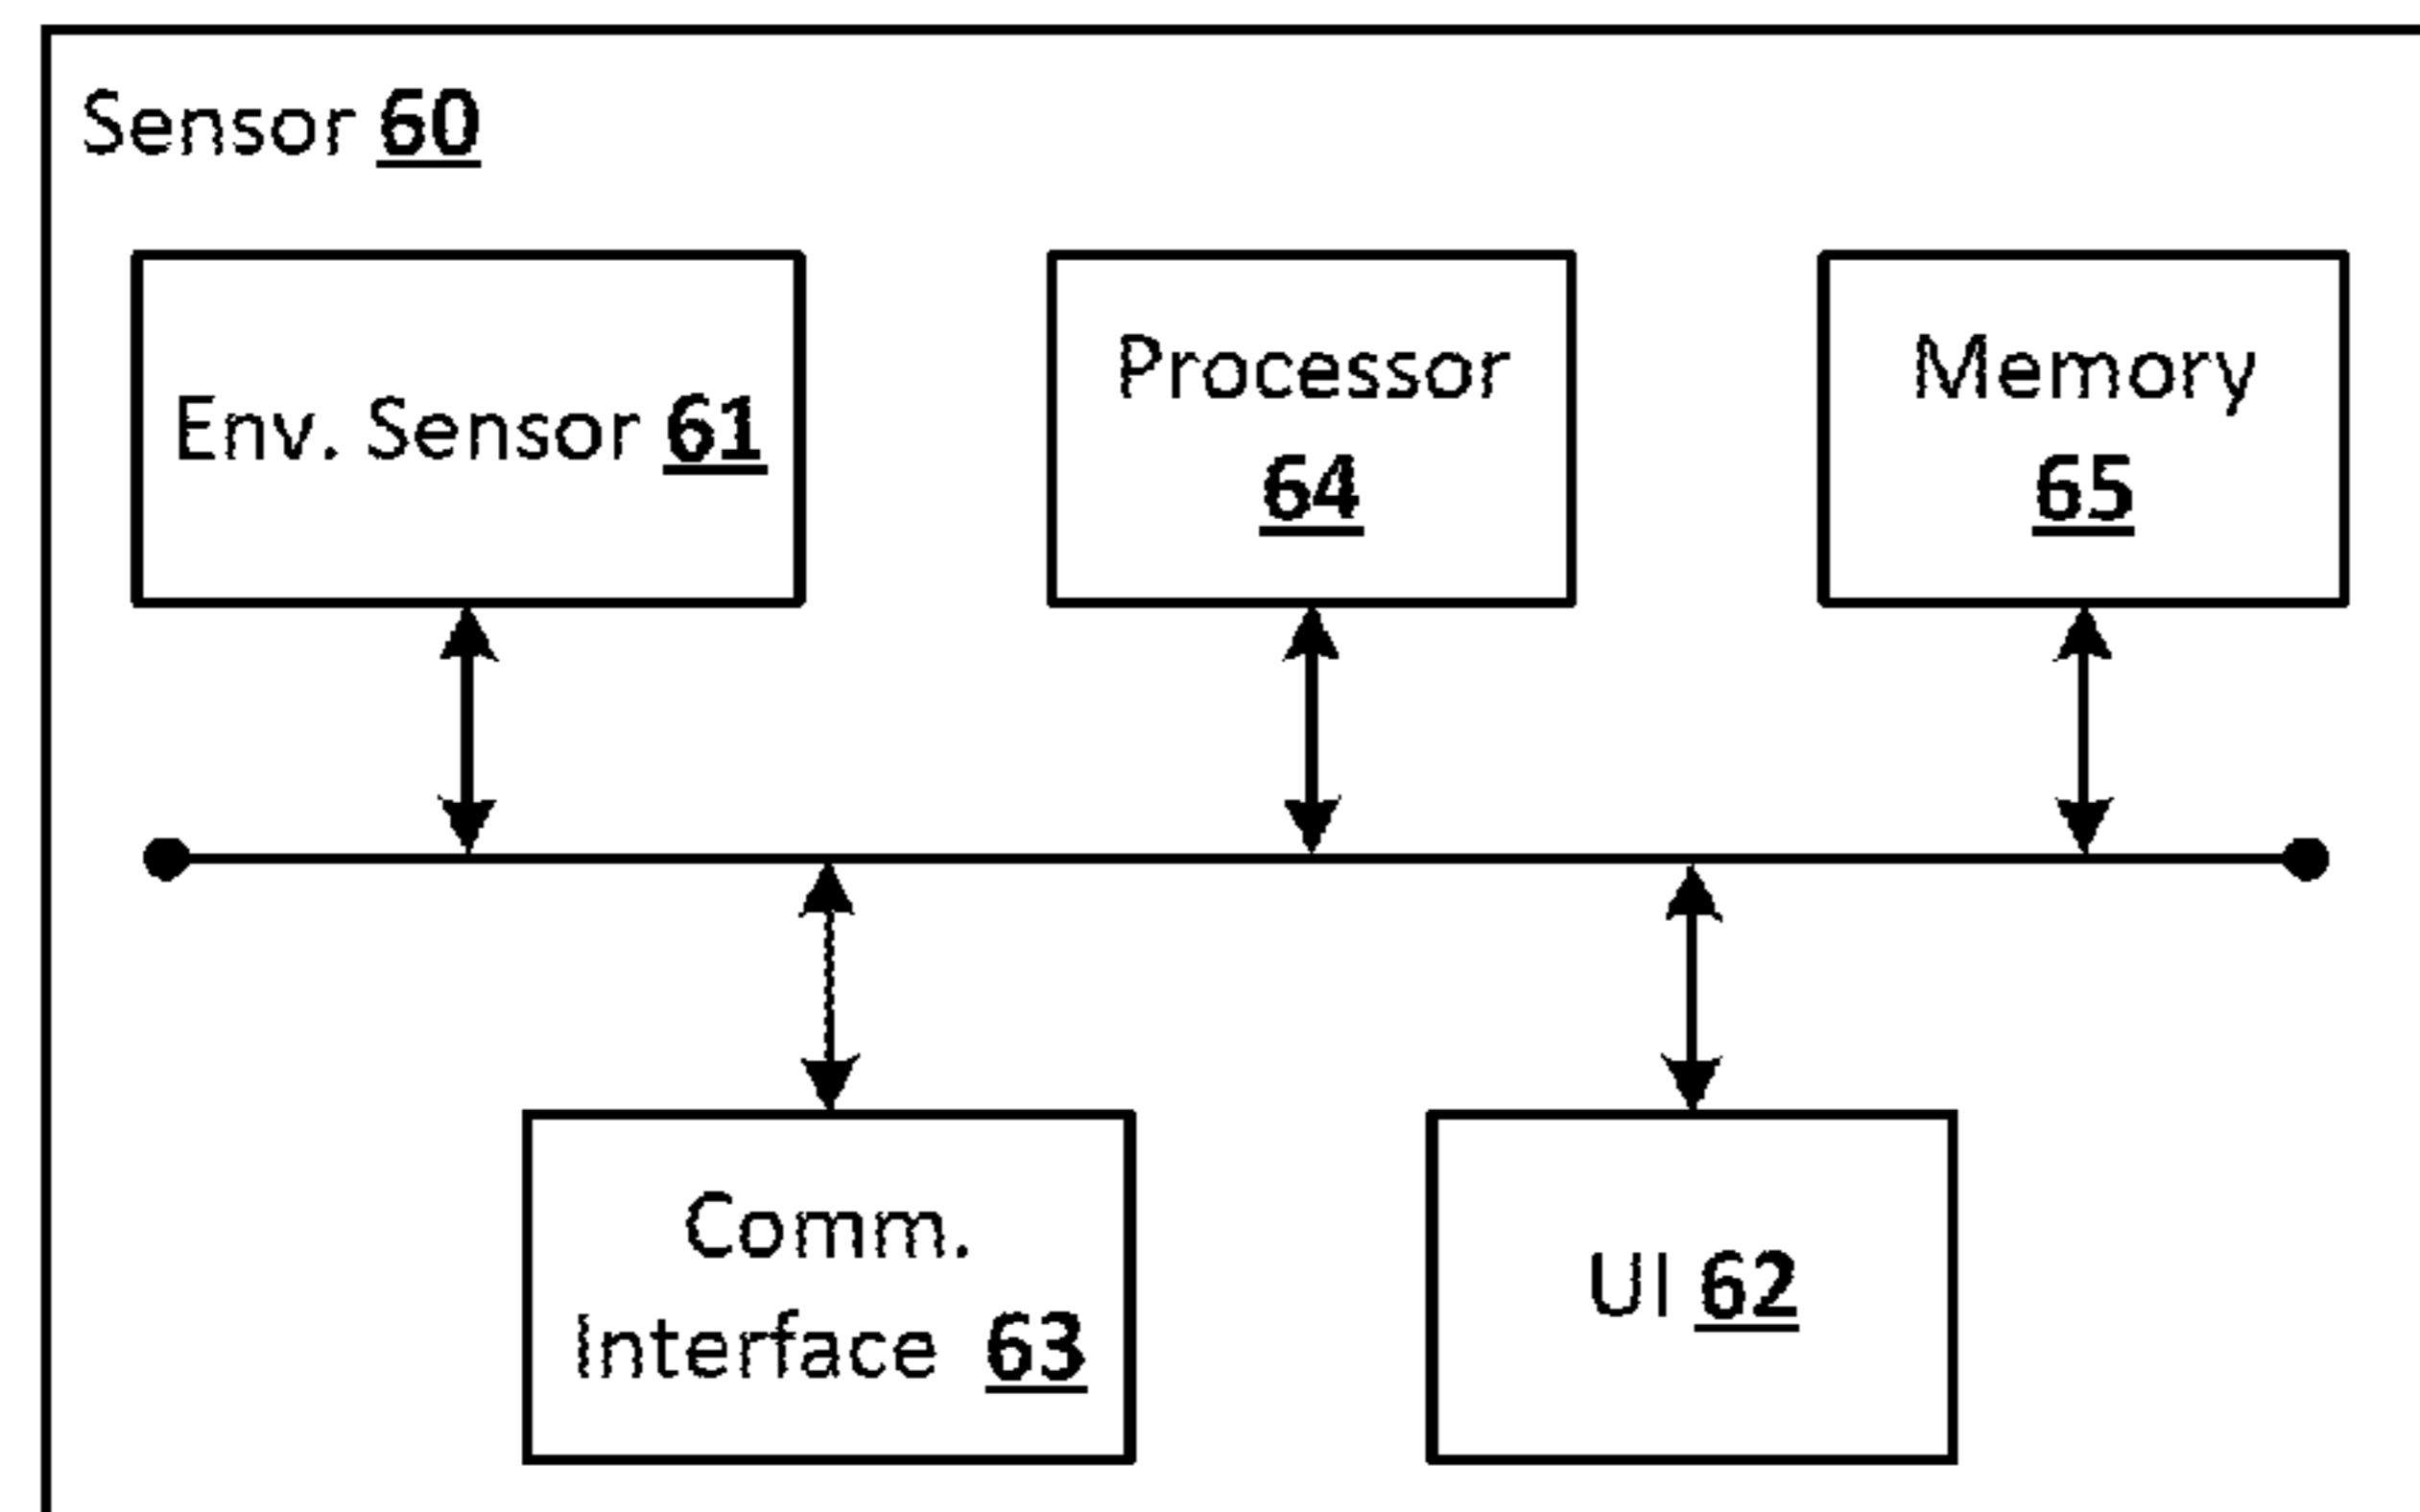 Sensor 60
Env. Sensor 61
Processor
64
Memory
65
Comm.
Interface 63
UI 62